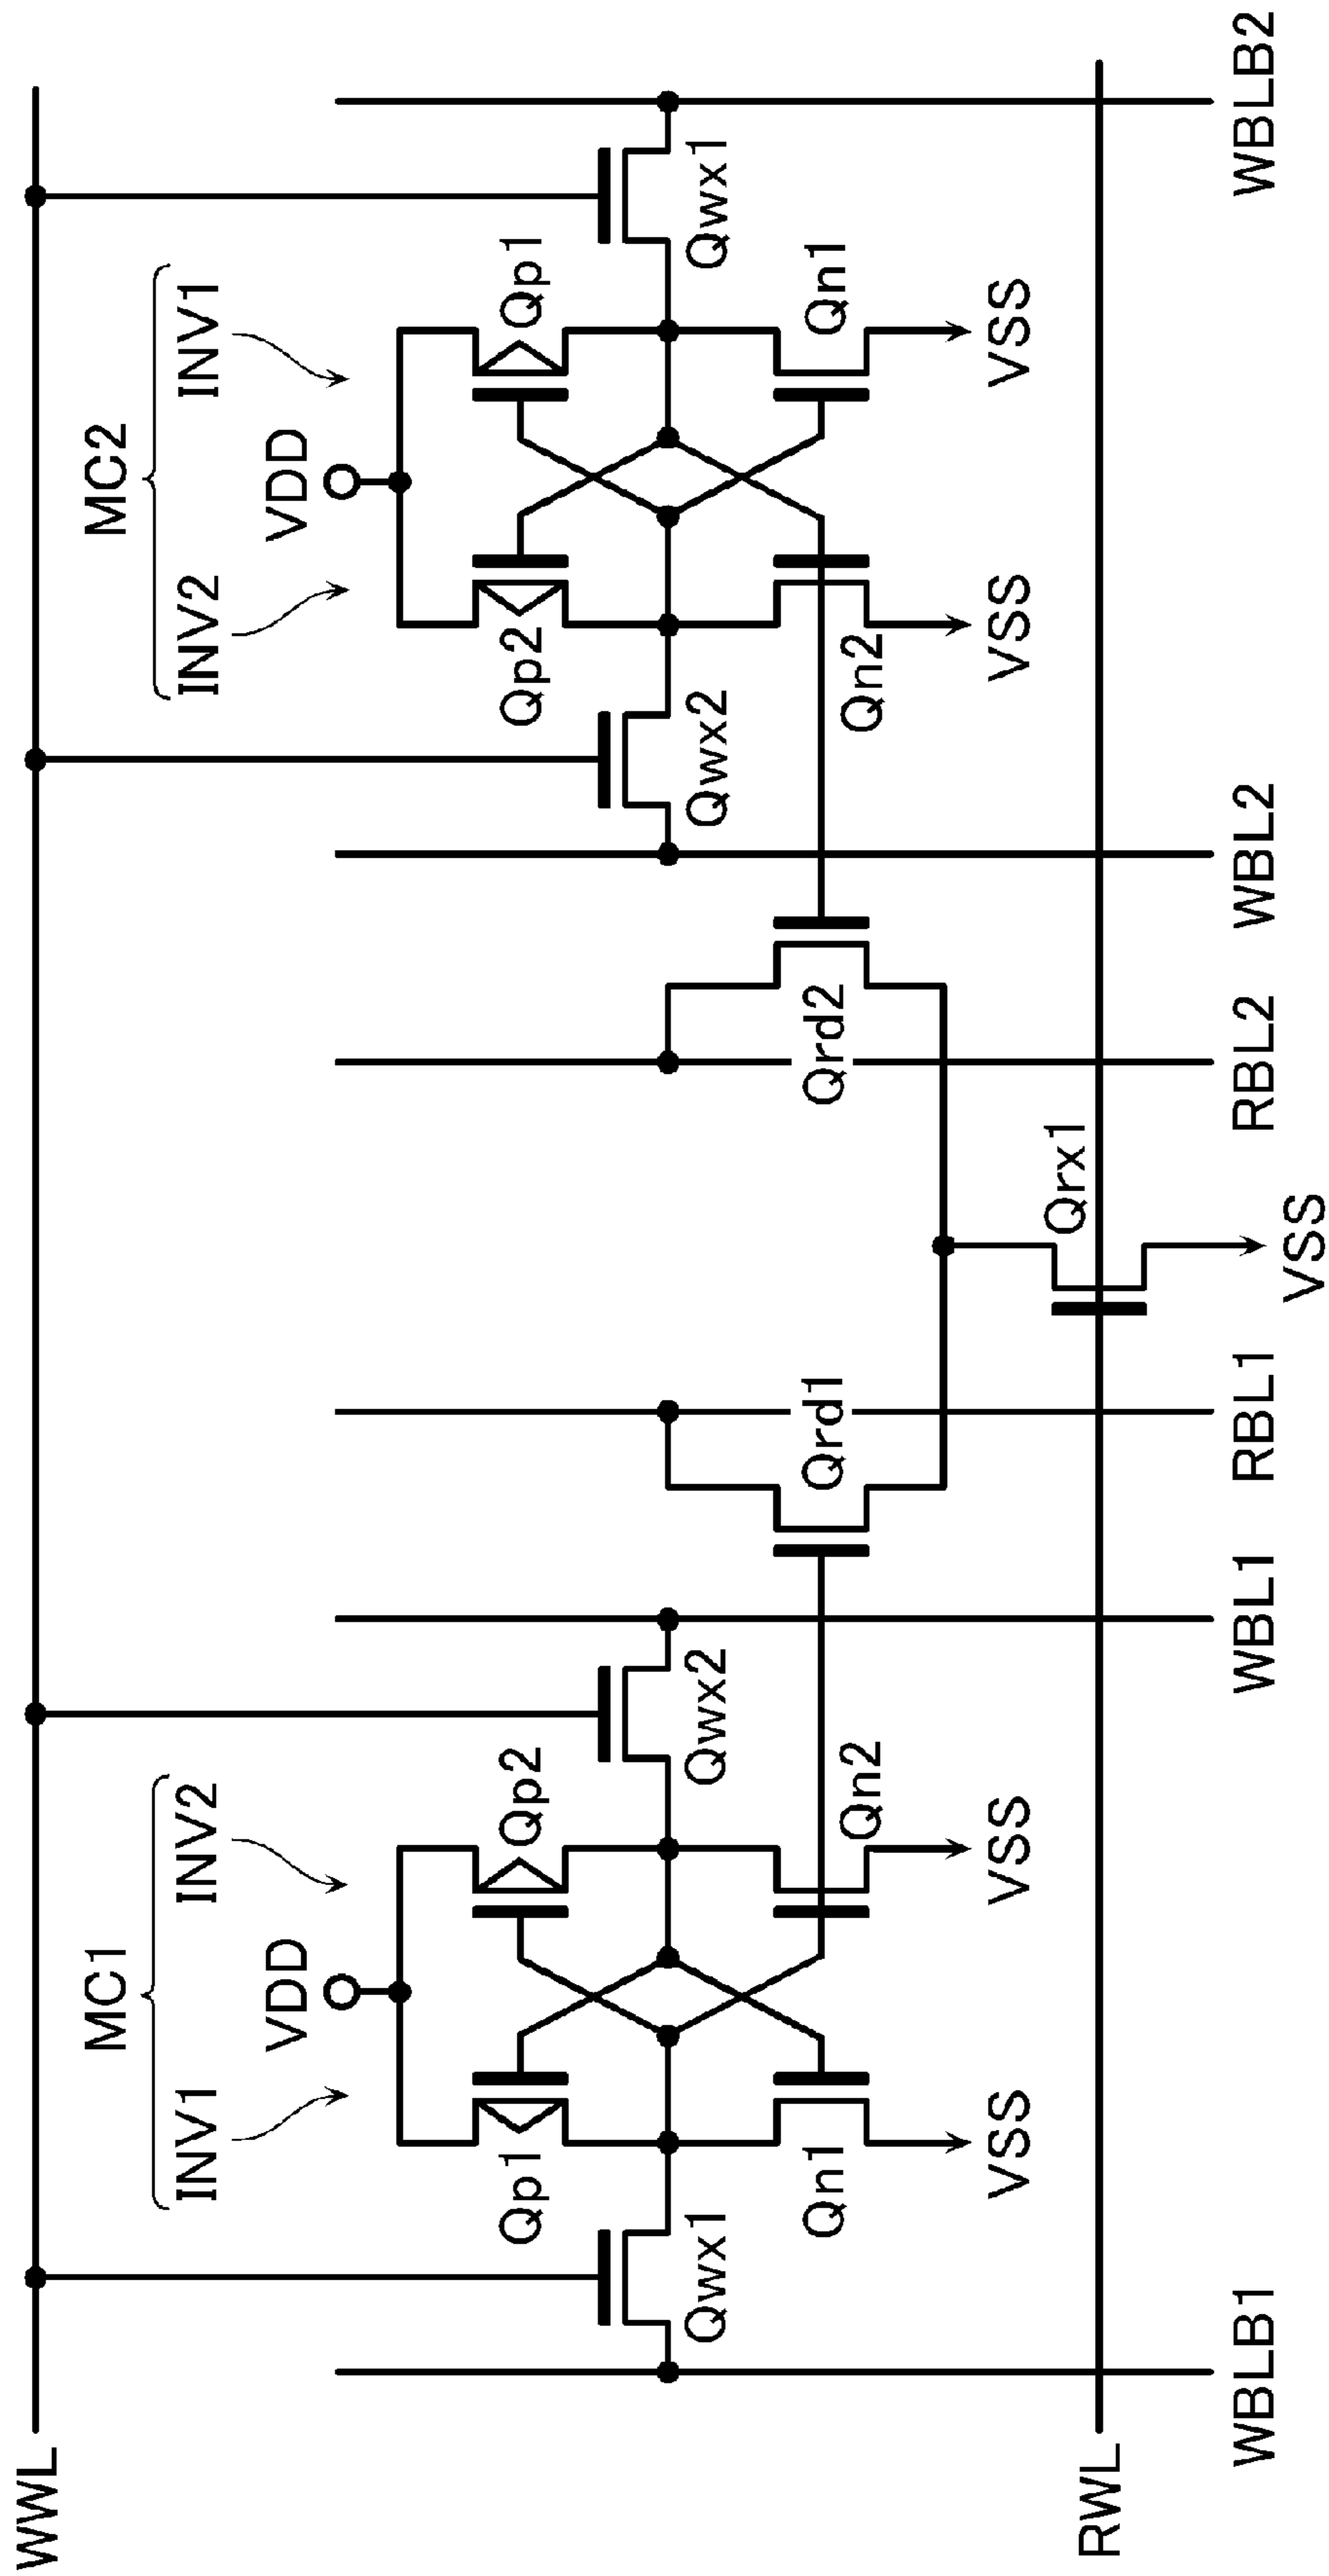 MC1
MC2
INV1
INV2
INV2
INV1
VDD
VDD
WWL
Qp1
Qp2
Qp2
Qp1
Qwx1
Qwx2
Qwx2
Qwx1
Qn1
Qn2
Qrd1
Qrd2
Qn2
Qn1
VSS
VSS
VSS
VSS
Qrx1
RWL
VSS
WBLB1
WBL1
RBL1
RBL2
WBL2
WBLB2